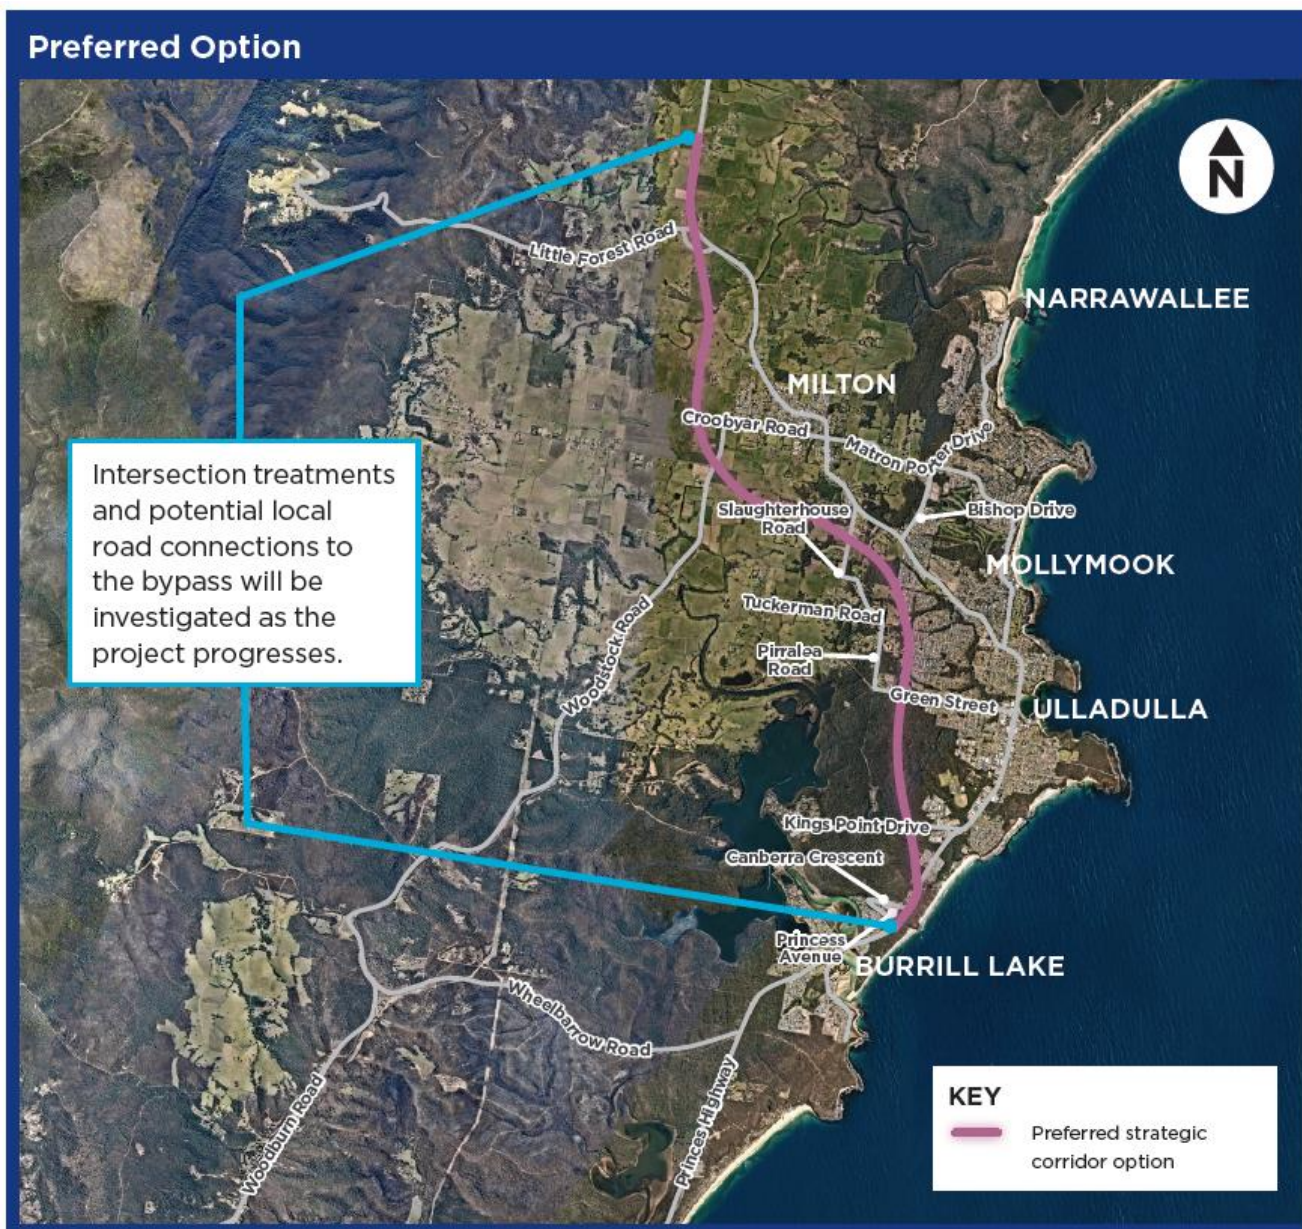 Preferred Option
N
Little Forest Road
NARRAWALLEE
MILTON
Croobyar Road
Matron Porter Drive
Intersection treatments
and potential local
road connections to
the bypass will be
investigated as the
project progresses.
Slaughterhouse
Road
Bishop Drive
MOLLYMOOK
Tuckerman Road
Woodstock Road
Pirralea
Road
Green Street
ULLADULLA
Kings Point Drive
Canberra Crescent
Princess
Avenue
BURRILL LAKE
Wheelbarrow Road
Woodburn Road
Princes Highway
KEY
Preferred strategic
corridor option